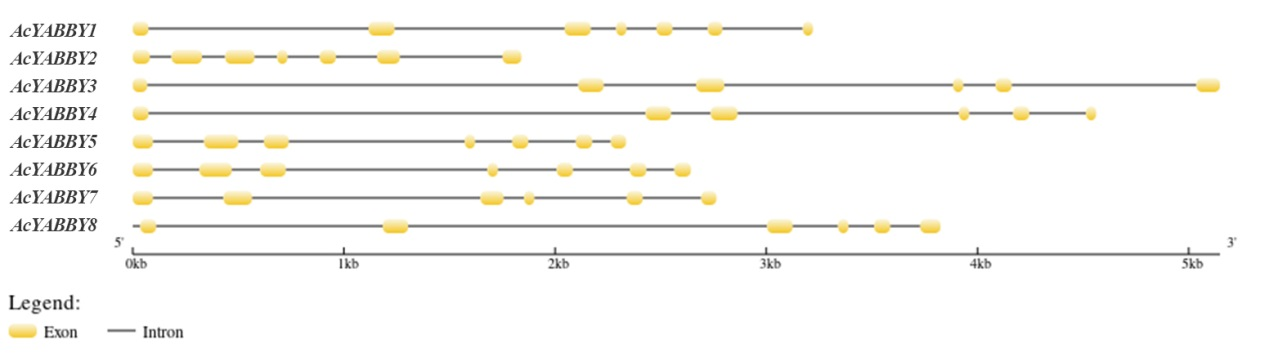 AcYABBY1
AcYABBY2
AcYABBY3
AcYABBY4
AcYABBY5
AcYABBY6
AcYABBY7
AcYABBY8
5' 3'
0kb 1kb 2kb 3kb 4kb 5kb
Legend:
Exon Intron